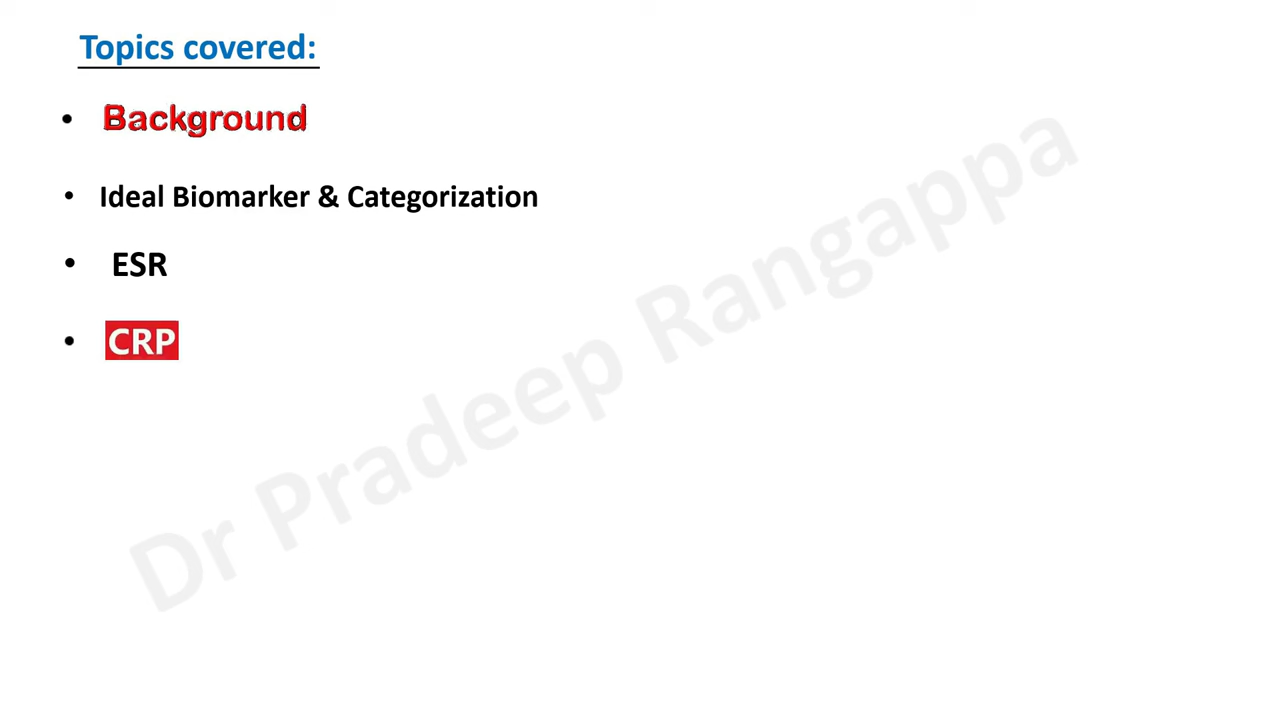 Topics covered:
• Background
• Ideal Biomarker & Categorization
• ESR
• CRP
Dr Pradeep Rangappa